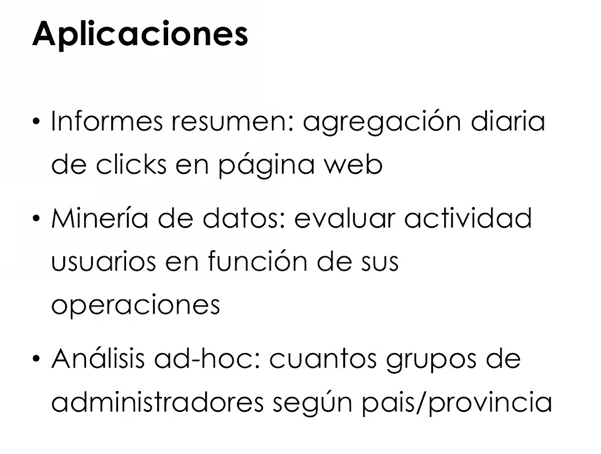 Aplicaciones
• Informes resumen: agregación diaria
de clicks en página web
• Minería de datos: evaluar actividad
usuarios en función de sus
operaciones
• Análisis ad-hoc: cuantos grupos de
administradores según pais/provincia